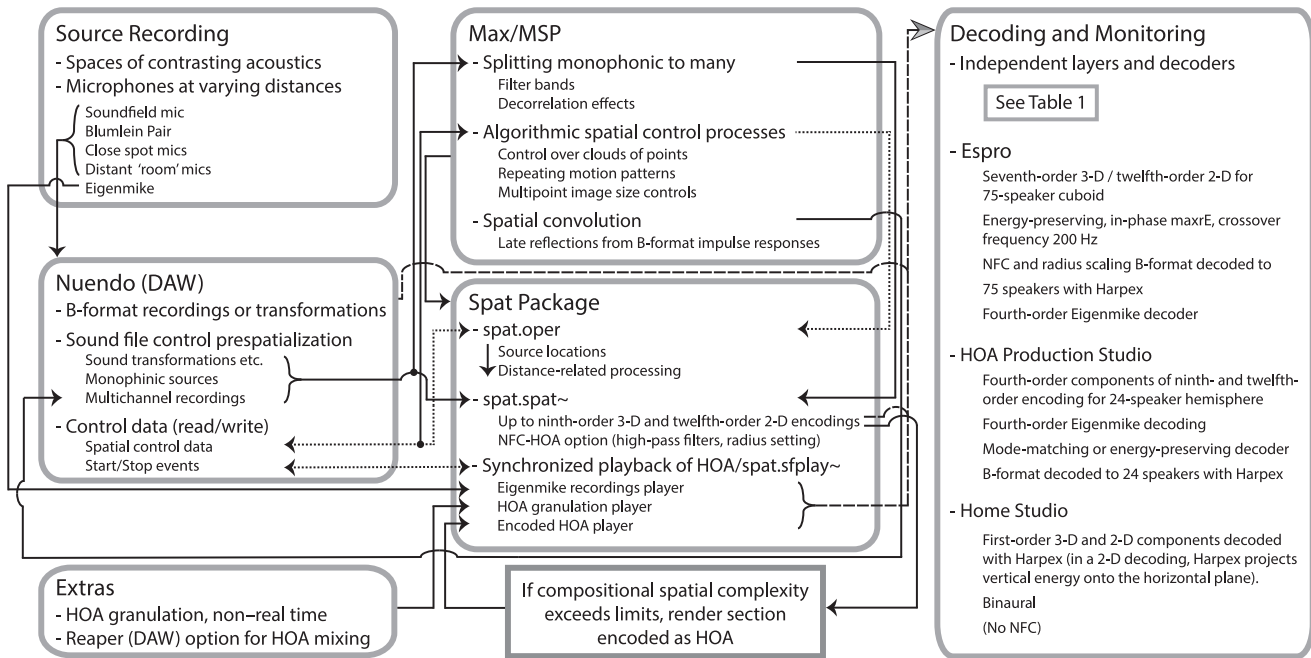 Source Recording
- Spaces of contrasting acoustics
- Microphones at varying distances
Soundfield mic
Blumlein Pair
Close spot mics
Distant ‘room’ mics
Eigenmike
Nuendo (DAW)
- B-format recordings or transformations
- Sound file control prespatialization
Sound transformations etc.
Monophinic sources
Multichannel recordings
- Control data (read/write)
Spatial control data
Start/Stop events
Extras
- HOA granulation, non–real time
- Reaper (DAW) option for HOA mixing
Max/MSP
- Splitting monophonic to many
Filter bands
Decorrelation effects
- Algorithmic spatial control processes
Control over clouds of points
Repeating motion patterns
Multipoint image size controls
- Spatial convolution
Late reflections from B-format impulse responses
Spat Package
- spat.oper
Source locations
Distance-related processing
- spat.spat~
Up to ninth-order 3-D and twelfth-order 2-D encodings
NFC-HOA option (high-pass filters, radius setting)
- Synchronized playback of HOA/spat.sfplay~
Eigenmike recordings player
HOA granulation player
Encoded HOA player
If compositional spatial complexity
exceeds limits, render section
encoded as HOA
Decoding and Monitoring
- Independent layers and decoders
See Table 1
- Espro
Seventh-order 3-D / twelfth-order 2-D for
75-speaker cuboid
Energy-preserving, in-phase maxrE, crossover
frequency 200 Hz
NFC and radius scaling B-format decoded to
75 speakers with Harpex
Fourth-order Eigenmike decoder
- HOA Production Studio
Fourth-order components of ninth- and twelfth-
order encoding for 24-speaker hemisphere
Fourth-order Eigenmike decoding
Mode-matching or energy-preserving decoder
B-format decoded to 24 speakers with Harpex
- Home Studio
First-order 3-D and 2-D components decoded
with Harpex (in a 2-D decoding, Harpex projects
vertical energy onto the horizontal plane).
Binaural
(No NFC)